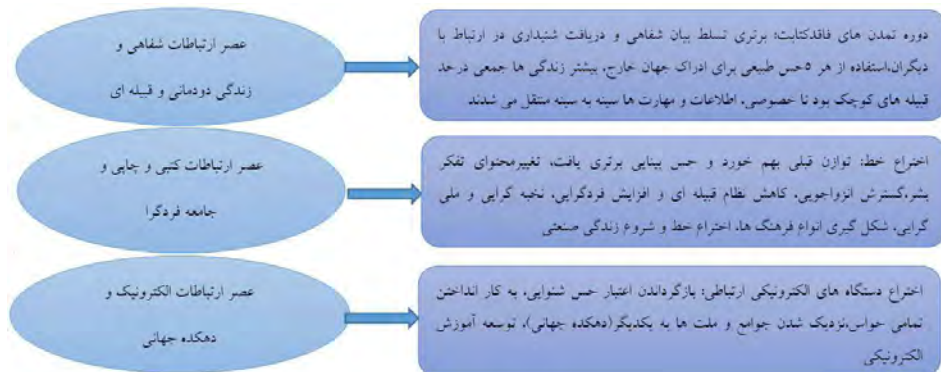 عصر ارتباطات شفاهی و
زندگی دودمانی و قبیله ای
دوره تمدن های فاقدکتابت: برتری تسلط بیان شفاهی و دریافت شنیداری در ارتباط با
دیگران،استفاده از هر ۵حس طبیعی برای ادراک جهان خارج، بیشتر زندگی ها جمعی درحد
قبیله های کوچک بود تا خصوصی، اطلاعات و مهارت ها سینه به سینه منتقل می شدند
عصر ارتباطات کتبی و چاپی و
جامعه فردگرا
اختراع خط: توازن قبلی بهم خورد و حس بینایی برتری یافت، تغییرمحتوای تفکر
بشر،گسترش انزواجویی، کاهش نظام قبیله ای و افزایش فردگرایی، نخبه گرایی و ملی
گرایی، شکل گیری انواع فرهنگ ها، اختراع خط و شروع زندگی صنعتی
عصر ارتباطات الکترونیک و
دهکده جهانی
اختراع دستگاه های الکترونیکی ارتباطی: بازگرداندن اعتبار حس شنوایی، به کار انداختن
تمامی حواس،نزدیک شدن جوامع و ملت ها به یکدیگر(دهکده جهانی)، توسعه آموزش
الکترونیکی